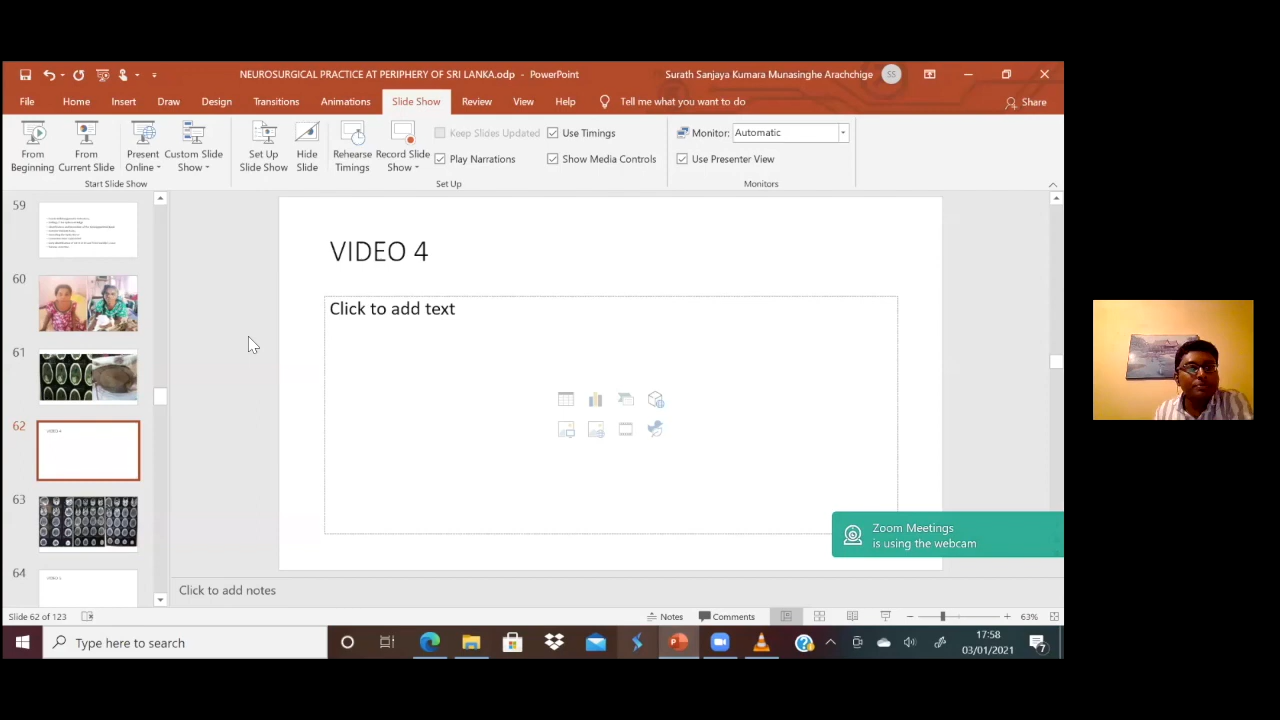 NEUROSURGICAL PRACTICE AT PERIPHERY OF SRI LANKA.odp - PowerPoint
Surath Sanjaya Kumara Munasinghe Arachchige SS
File Home Insert Draw Design Transitions Animations Slide Show Review View Help Tell me what you want to do Share
From Beginning
From Current Slide
Present Online
Custom Slide Show
Start Slide Show
Set Up Slide Show
Hide Slide
Rehearse Timings
Record Slide Show
Keep Slides Updated
Play Narrations
Use Timings
Show Media Controls
Set Up
Monitor: Automatic
Use Presenter View
Monitors
59
60
61
62
VIDEO 4
63
64
VIDEO 4
Click to add text
Zoom Meetings
is using the webcam
Click to add notes
Slide 62 of 123
Notes Comments 63%
Type here to search
17:58
03/01/2021
7